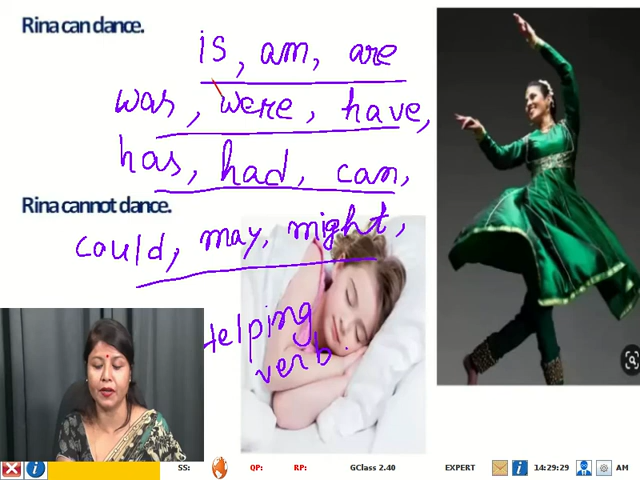 Rina can dance.
is, am, are
was, were, have,
has, had, can,
Rina cannot dance.
could, may, might,
Helping
verb.
SS: QP: RP: GClass 2.40 EXPERT 14:29:29 AM